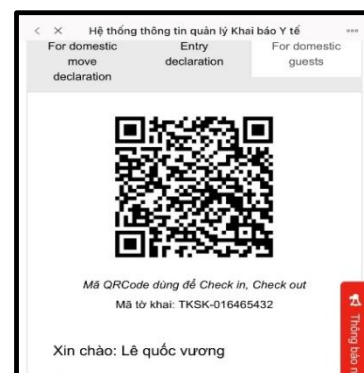 Hệ thống thông tin quản lý Khai báo Y tế
For domestic move declaration
Entry declaration
For domestic guests
Mã QRCode dùng để Check in, Check out
Mã tờ khai: TKSK-016465432
Thông báo
Xin chào: Lê quốc vương